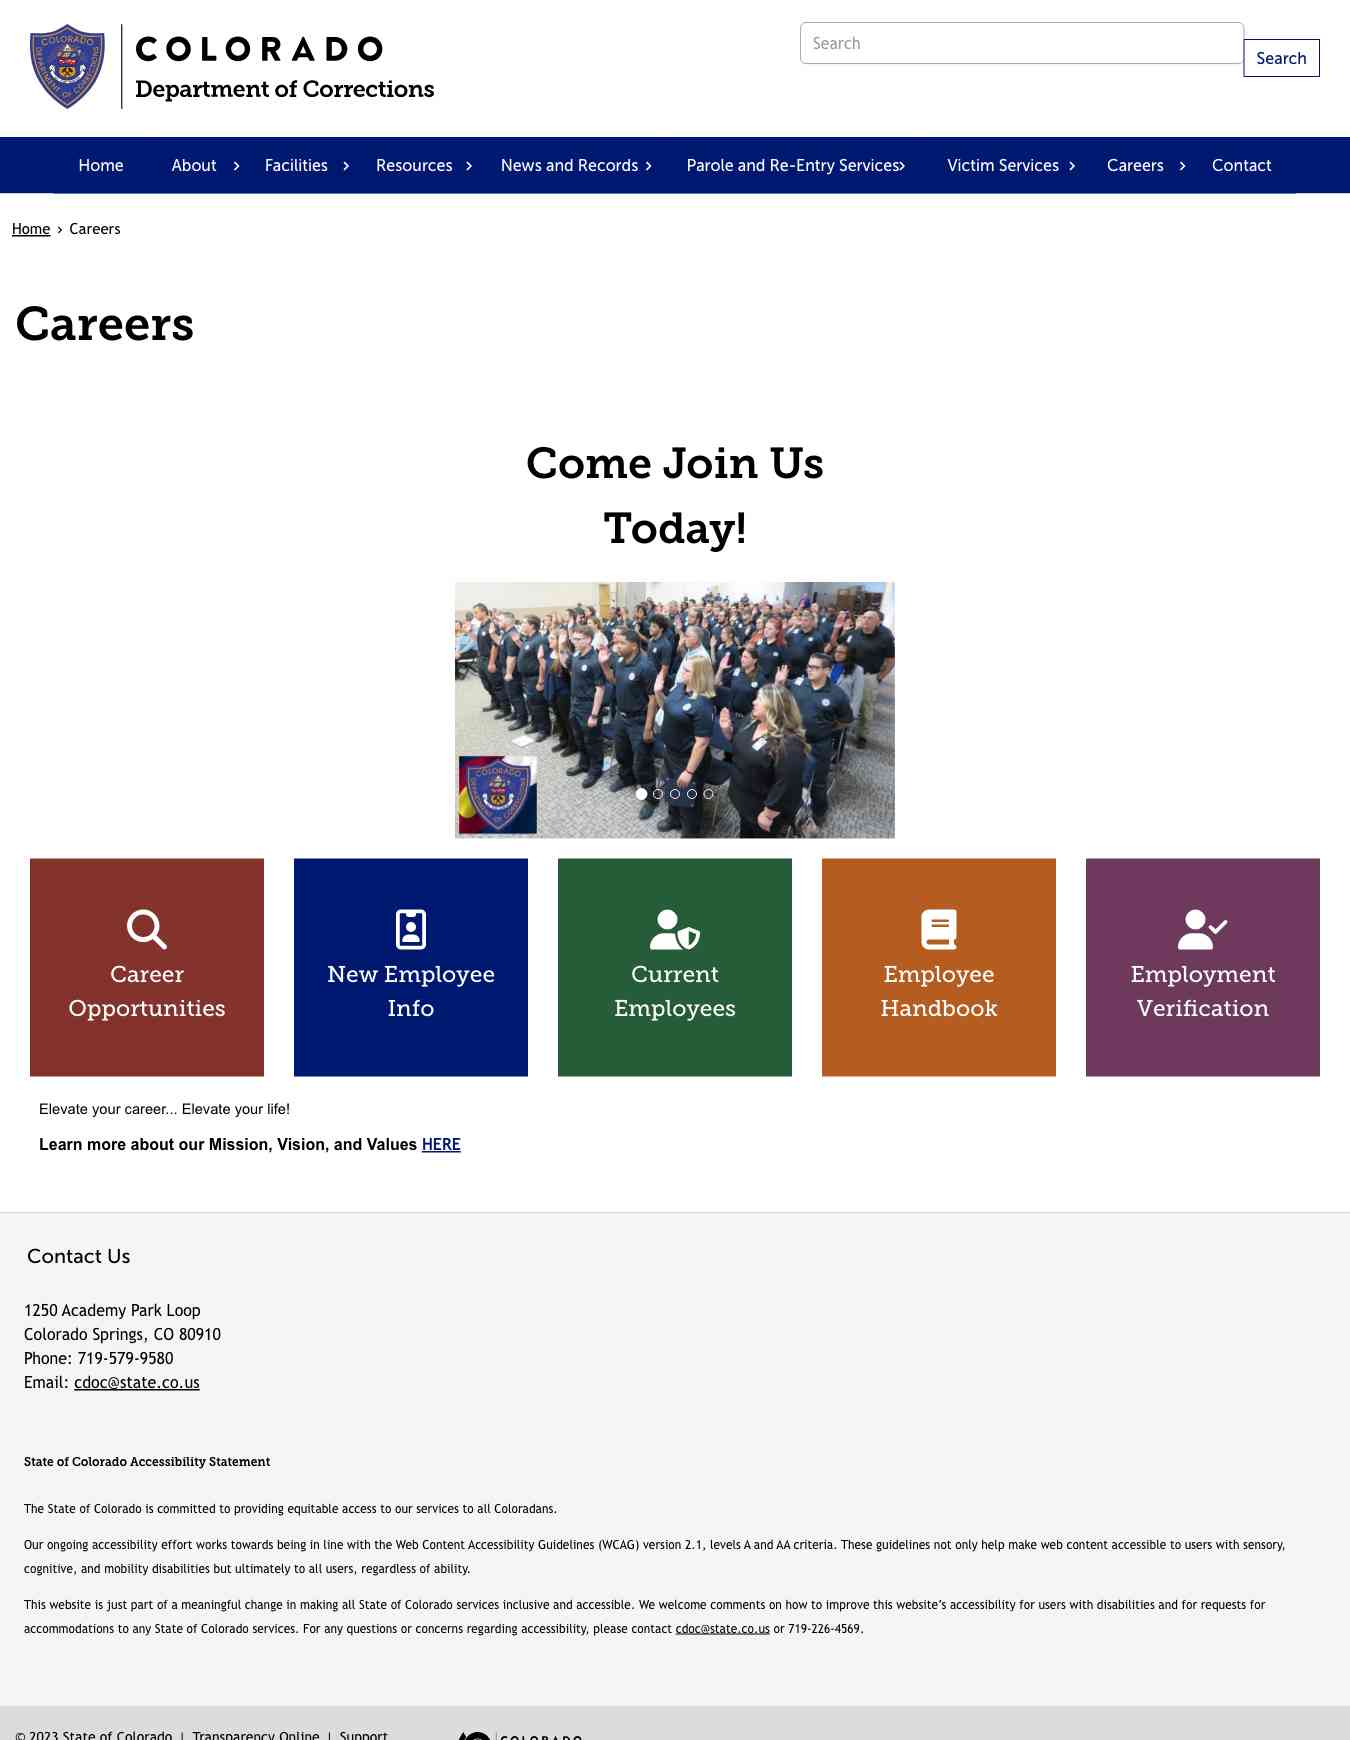 COLORADO
Department of Corrections
Search
Search
Home
About
Facilities
Resources
News and Records
Parole and Re-Entry Services
Victim Services
Careers
Contact
Home › Careers
Careers
Come Join Us
Today!
COLORADO
Career
Opportunities
New Employee
Info
Current
Employees
Employee
Handbook
Employment
Verification
Elevate your career... Elevate your life!
Learn more about our Mission, Vision, and Values HERE
Contact Us
1250 Academy Park Loop
Colorado Springs, CO 80910
Phone: 719-579-9580
Email: cdoc@state.co.us
State of Colorado Accessibility Statement
The State of Colorado is committed to providing equitable access to our services to all Coloradans.
Our ongoing accessibility effort works towards being in line with the Web Content Accessibility Guidelines (WCAG) version 2.1, levels A and AA criteria. These guidelines not only help make web content accessible to users with sensory,
cognitive, and mobility disabilities but ultimately to all users, regardless of ability.
This website is just part of a meaningful change in making all State of Colorado services inclusive and accessible. We welcome comments on how to improve this website’s accessibility for users with disabilities and for requests for
accommodations to any State of Colorado services. For any questions or concerns regarding accessibility, please contact cdoc@state.co.us or 719-226-4569.
© 2023 State of Colorado | Transparency Online | Support
COLORADO